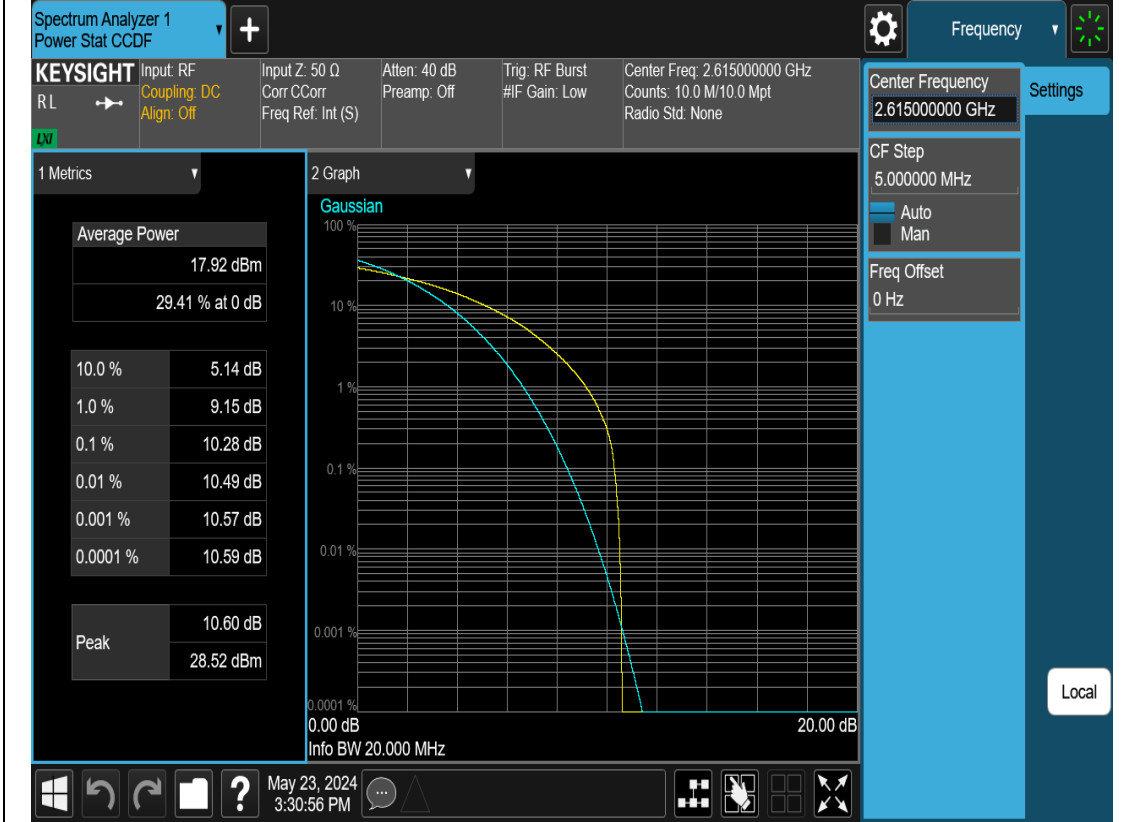 Spectrum Analyzer 1
Power Stat CCDF
+
Frequency
KEYSIGHT
RL
LXI
Input: RF
Coupling: DC
Align: Off
Input Z: 50 Ω
Corr CCorr
Freq Ref: Int (S)
Atten: 40 dB
Preamp: Off
Trig: RF Burst
#IF Gain: Low
Center Freq: 2.615000000 GHz
Counts: 10.0 M/10.0 Mpt
Radio Std: None
Center Frequency
2.615000000 GHz
Settings
CF Step
5.000000 MHz
Auto
Man
Freq Offset
0 Hz
1 Metrics
Average Power
17.92 dBm
29.41 % at 0 dB
10.0 % 5.14 dB
1.0 % 9.15 dB
0.1 % 10.28 dB
0.01 % 10.49 dB
0.001 % 10.57 dB
0.0001 % 10.59 dB
Peak
10.60 dB
28.52 dBm
2 Graph
Gaussian
100 %
10 %
1 %
0.1 %
0.01 %
0.001 %
0.0001 %
0.00 dB 20.00 dB
Info BW 20.000 MHz
Local
?
May 23, 2024
3:30:56 PM